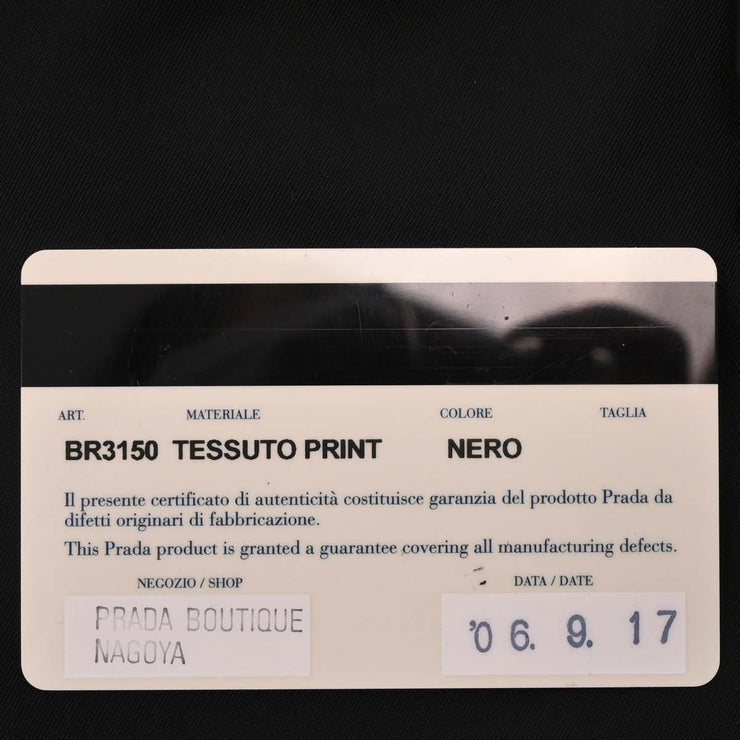 ART. MATERIALE COLORE TAGLIA
BR3150 TESSUTO PRINT NERO
Il presente certificato di autenticità costituisce garanzia del prodotto Prada da
difetti originari di fabbricazione.
This Prada product is granted a guarantee covering all manufacturing defects.
NEGOZIO / SHOP DATA / DATE
PRADA BOUTIQUE
NAGOYA
'06. 9. 17